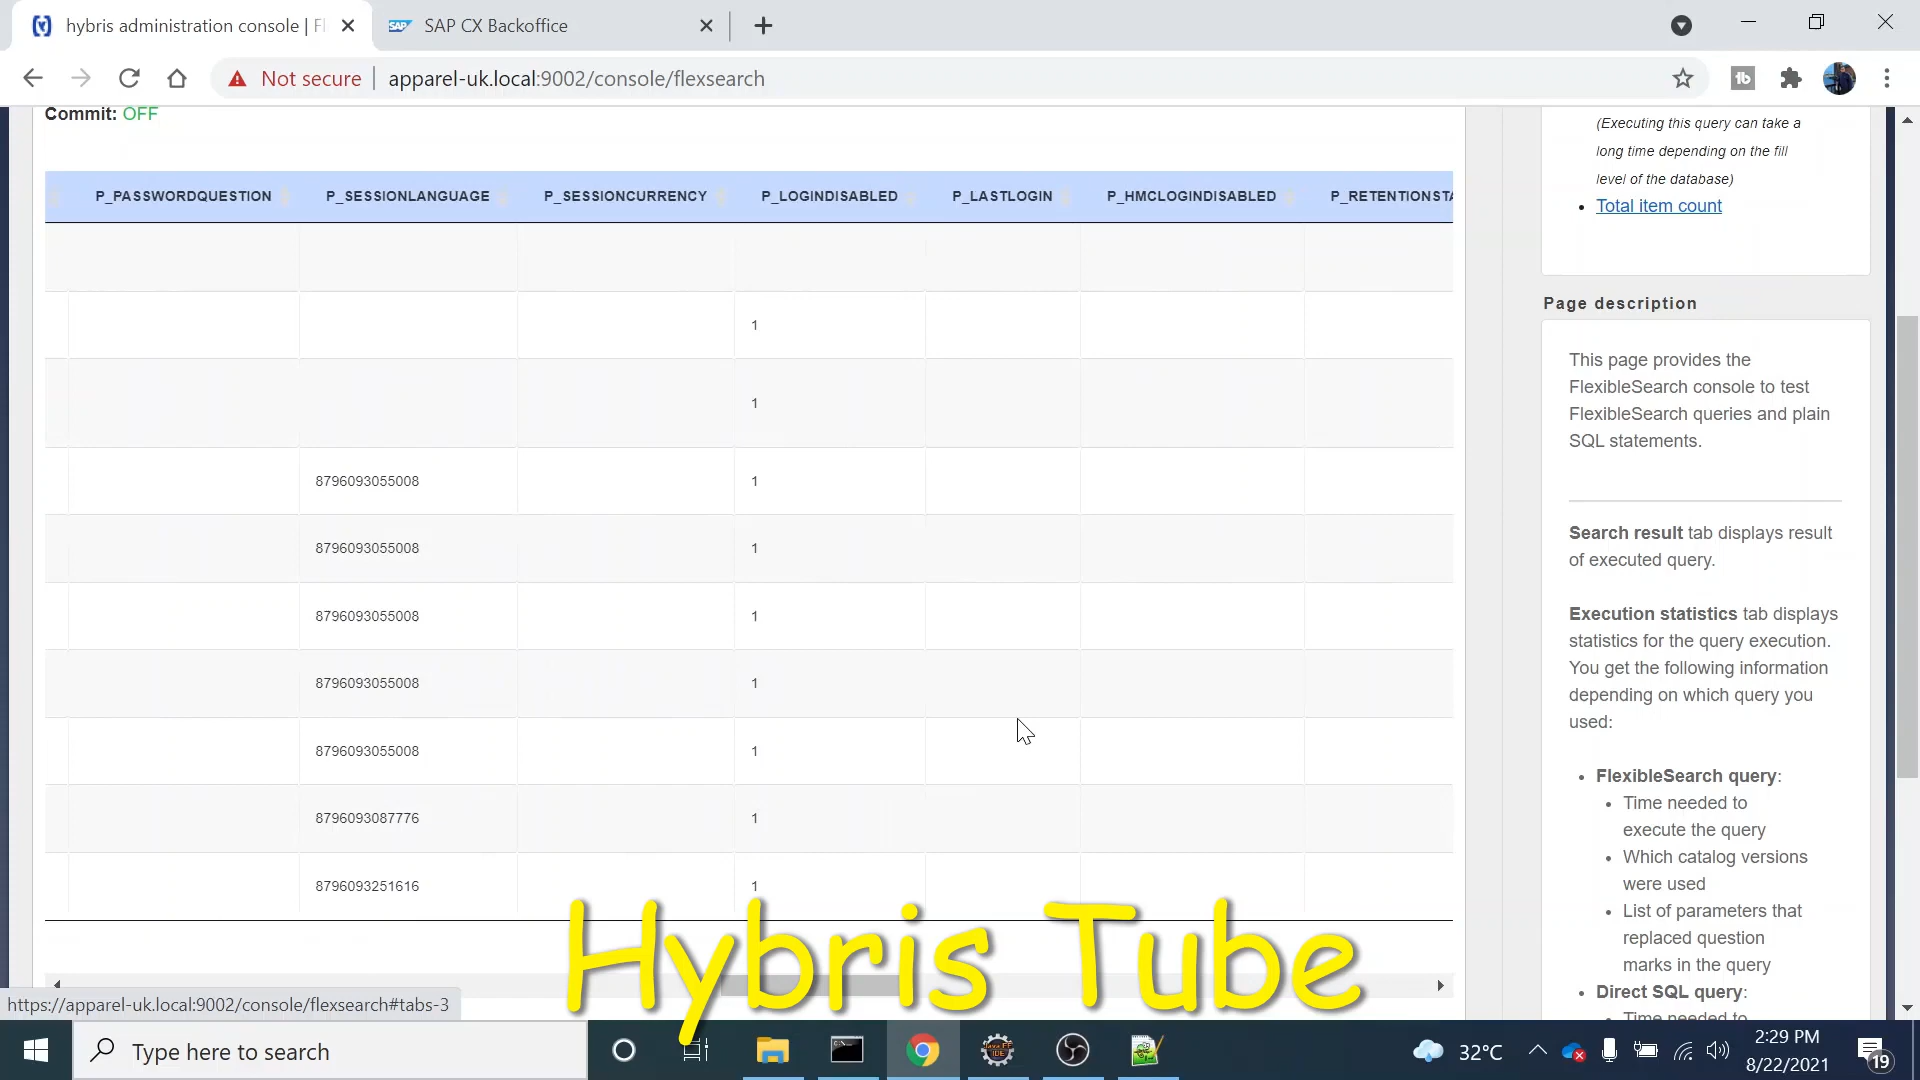 hybris administration console | Fl
SAP CX Backoffice
Not secure
apparel-uk.local:9002/console/flexsearch
Commit: OFF
P_PASSWORDQUESTION P_SESSIONLANGUAGE P_SESSIONCURRENCY P_LOGINDISABLED P_LASTLOGIN P_HMCLOGINDISABLED P_RETENTIONSTA
1
1
8796093055008 1
8796093055008 1
8796093055008 1
8796093055008 1
8796093055008 1
8796093087776 1
8796093251616 1
(Executing this query can take a
long time depending on the fill
level of the database)
Total item count
Page description
This page provides the
FlexibleSearch console to test
FlexibleSearch queries and plain
SQL statements.
Search result tab displays result
of executed query.
Execution statistics tab displays
statistics for the query execution.
You get the following information
depending on which query you
used:
FlexibleSearch query:
Time needed to
execute the query
Which catalog versions
were used
List of parameters that
replaced question
marks in the query
Direct SQL query:
Time needed to
Hybris Tube
https://apparel-uk.local:9002/console/flexsearch#tabs-3
Type here to search
32°C
2:29 PM
8/22/2021
19